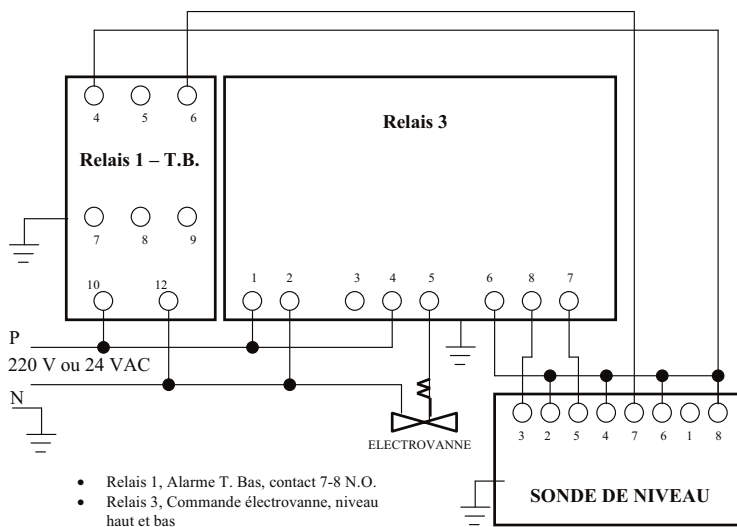 4 5 6
Relais 3
Relais 1 – T.B.
7 8 9
10 12 1 2 3 4 5 6 8 7
P
220 V ou 24 VAC
N
ELECTROVANNE
3 2 5 4 7 6 1 8
SONDE DE NIVEAU
• Relais 1, Alarme T. Bas, contact 7-8 N.O.
• Relais 3, Commande électrovanne, niveau
haut et bas